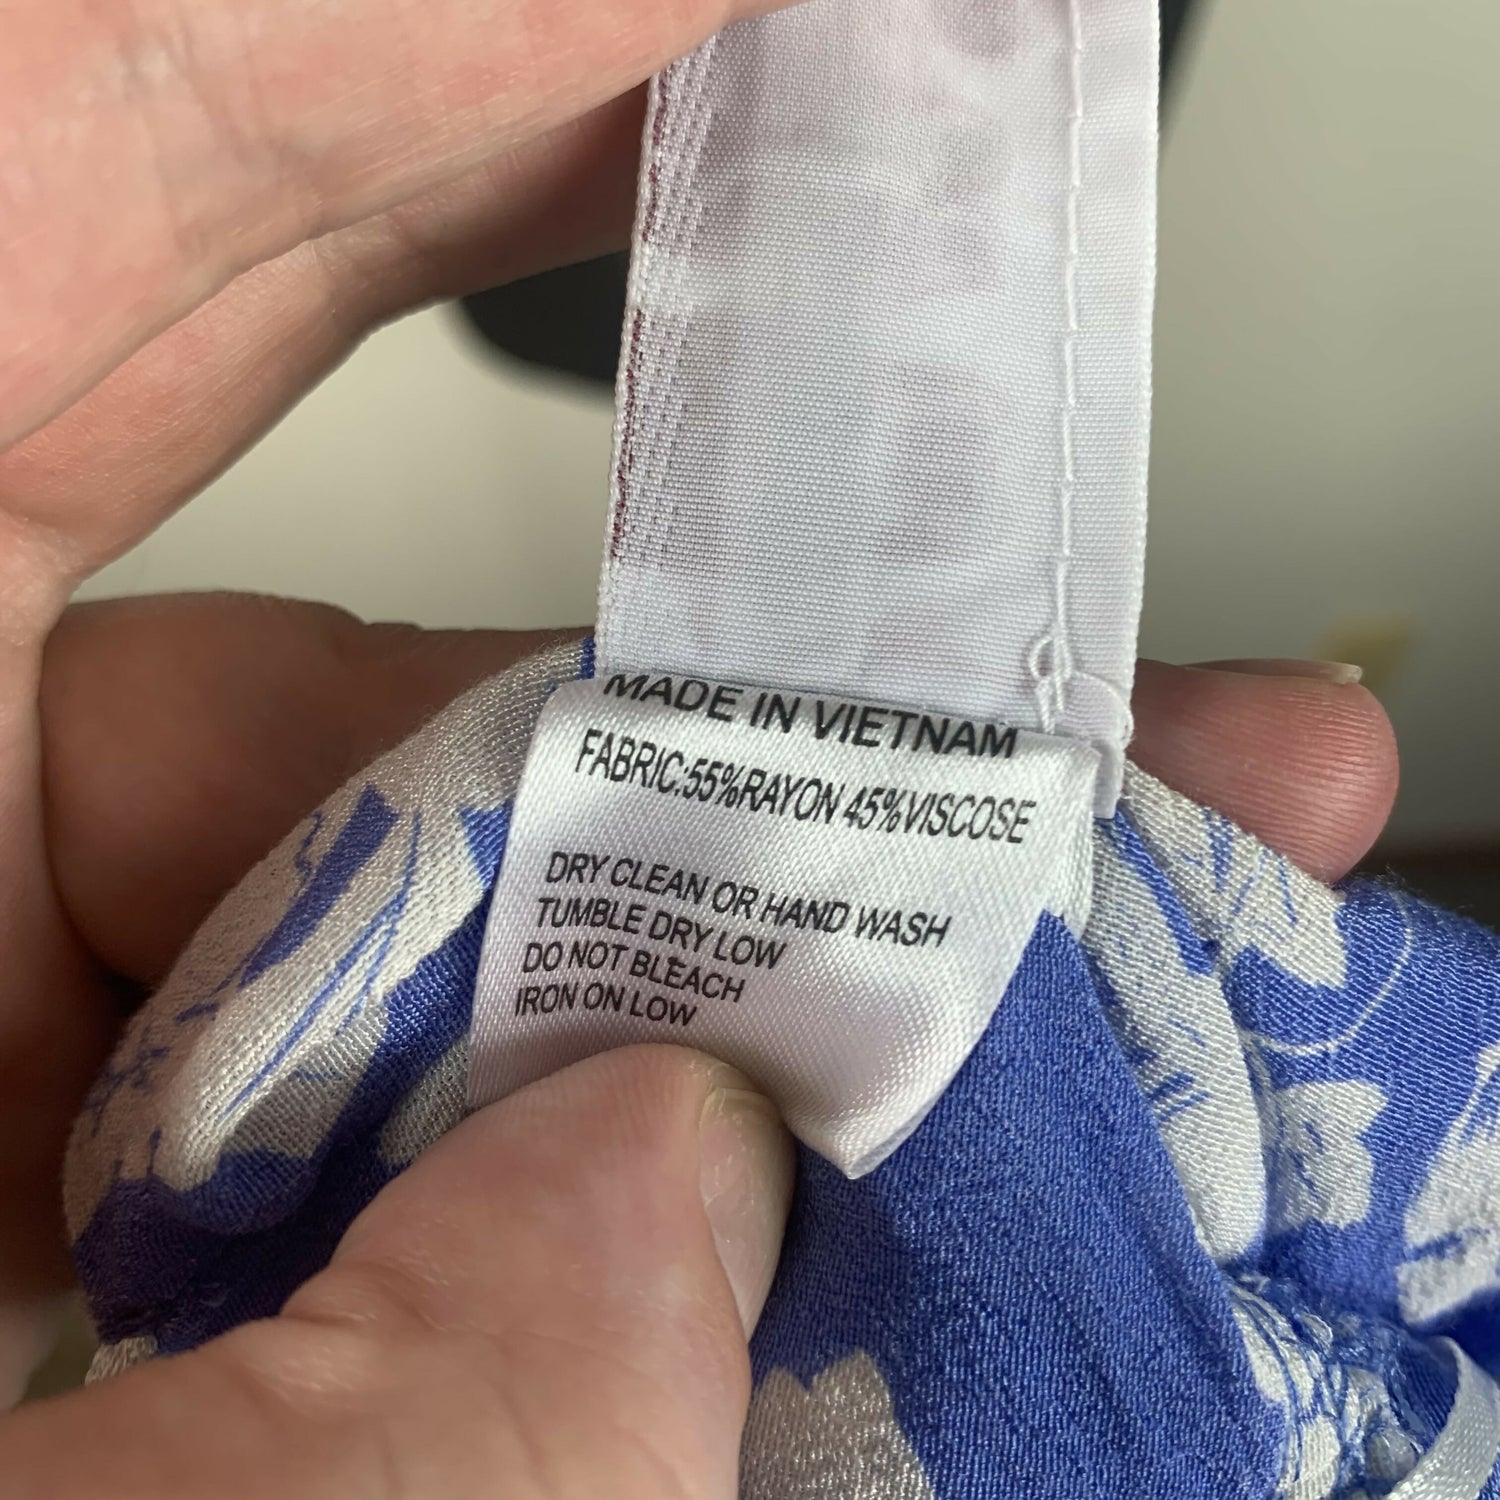 MADE IN VIETNAM
FABRIC:55%RAYON 45%VISCOSE
DRY CLEAN OR HAND WASH
TUMBLE DRY LOW
DO NOT BLEACH
IRON ON LOW